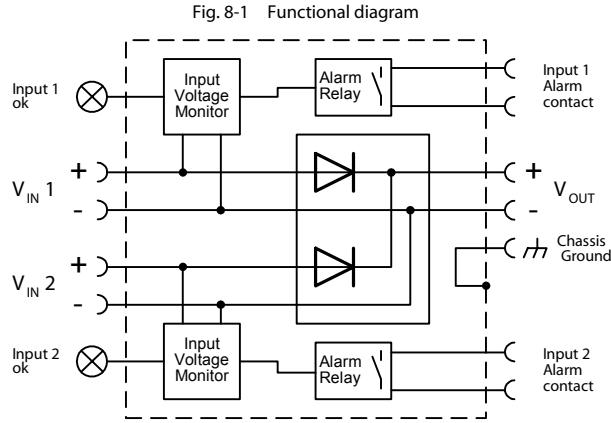 Fig. 8-1 Functional diagram
Input 1
ok
Input
Voltage
Monitor
Alarm
Relay
Input 1
Alarm
contact
+
V IN 1
-
+
V OUT
-
Chassis
Ground
+
V IN 2
-
Input 2
ok
Input
Voltage
Monitor
Alarm
Relay
Input 2
Alarm
contact